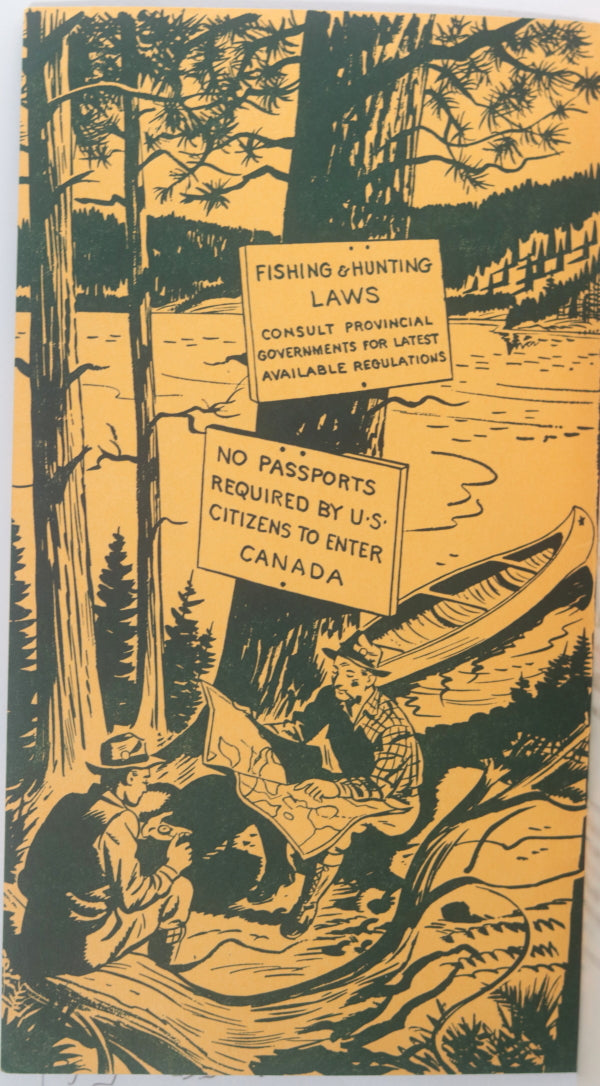 FISHING & HUNTING
LAWS
CONSULT PROVINCIAL
GOVERNMENTS FOR LATEST
AVAILABLE REGULATIONS
NO PASSPORTS
REQUIRED BY U.S.
CITIZENS TO ENTER
CANADA